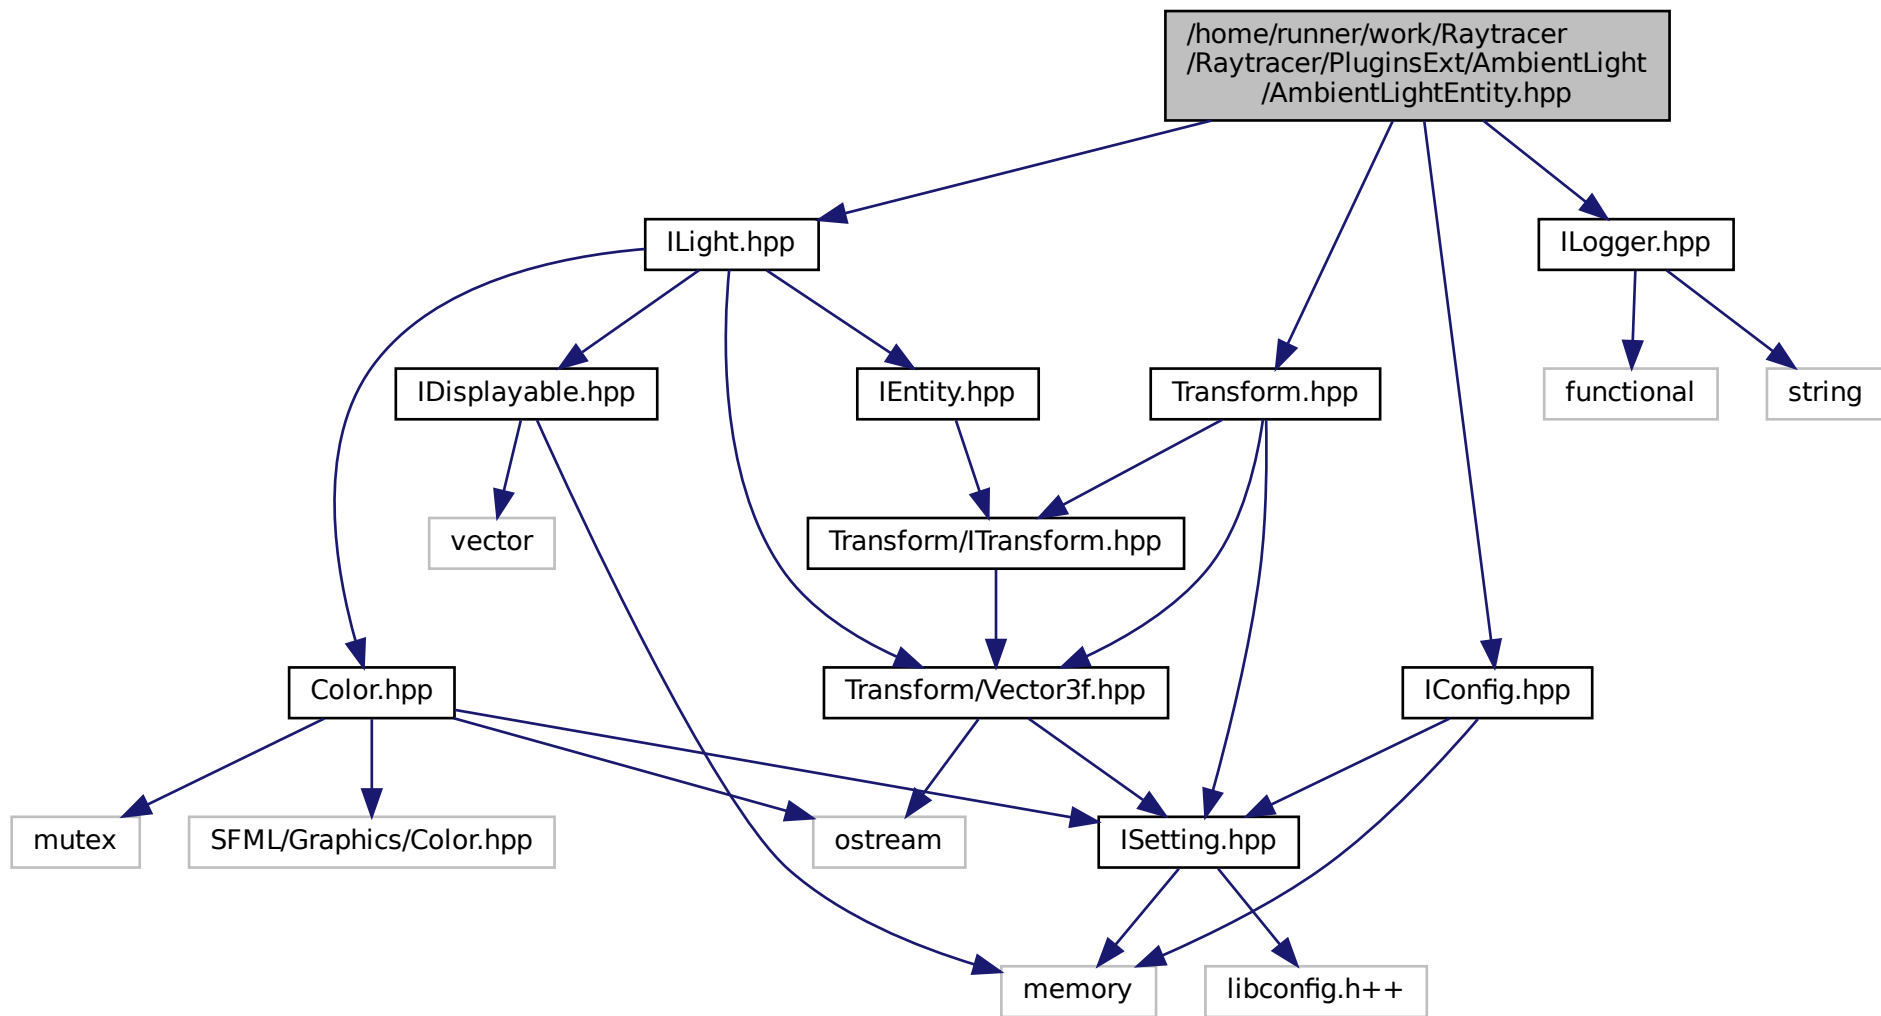 /home/runner/work/Raytracer
/Raytracer/PluginsExt/AmbientLight
/AmbientLightEntity.hpp
ILight.hpp
ILogger.hpp
IDisplayable.hpp
IEntity.hpp
Transform.hpp
functional
string
vector
Transform/ITransform.hpp
Color.hpp
Transform/Vector3f.hpp
IConfig.hpp
mutex
SFML/Graphics/Color.hpp
ostream
ISetting.hpp
memory
libconfig.h++